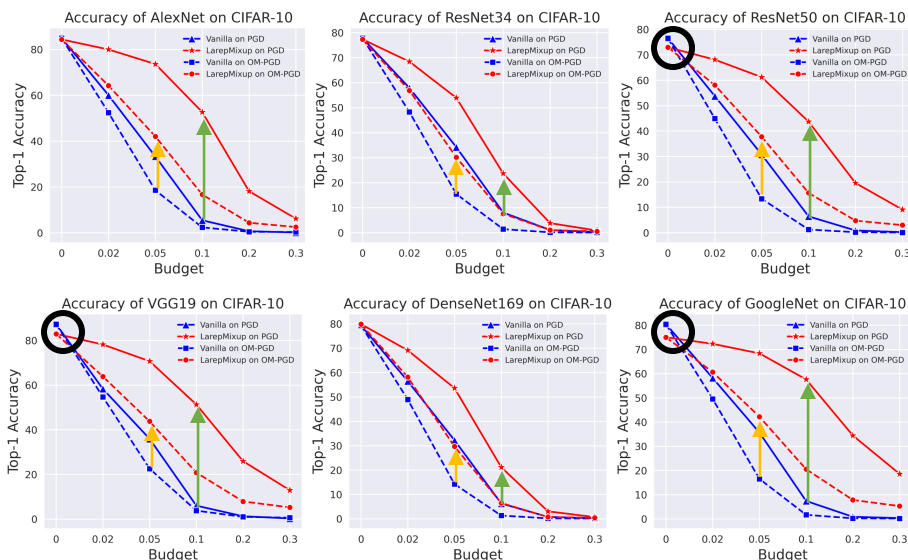 Accuracy of AlexNet on CIFAR-10
Top-1 Accuracy
80
60
40
20
0
Vanilla on PGD
LarepMixup on PGD
Vanilla on OM-PGD
LarepMixup on OM-PGD
0 0.02 0.05 0.1 0.2 0.3
Budget
Accuracy of ResNet34 on CIFAR-10
Top-1 Accuracy
80
70
60
50
40
30
20
10
0
Vanilla on PGD
LarepMixup on PGD
Vanilla on OM-PGD
LarepMixup on OM-PGD
0 0.02 0.05 0.1 0.2 0.3
Budget
Accuracy of ResNet50 on CIFAR-10
Top-1 Accuracy
80
70
60
50
40
30
20
10
0
Vanilla on PGD
LarepMixup on PGD
Vanilla on OM-PGD
LarepMixup on OM-PGD
0 0.02 0.05 0.1 0.2 0.3
Budget
Accuracy of VGG19 on CIFAR-10
Top-1 Accuracy
80
60
40
20
0
Vanilla on PGD
LarepMixup on PGD
Vanilla on OM-PGD
LarepMixup on OM-PGD
0 0.02 0.05 0.1 0.2 0.3
Budget
Accuracy of DenseNet169 on CIFAR-10
Top-1 Accuracy
80
70
60
50
40
30
20
10
0
Vanilla on PGD
LarepMixup on PGD
Vanilla on OM-PGD
LarepMixup on OM-PGD
0 0.02 0.05 0.1 0.2 0.3
Budget
Accuracy of GoogleNet on CIFAR-10
Top-1 Accuracy
80
70
60
50
40
30
20
10
0
Vanilla on PGD
LarepMixup on PGD
Vanilla on OM-PGD
LarepMixup on OM-PGD
0 0.02 0.05 0.1 0.2 0.3
Budget